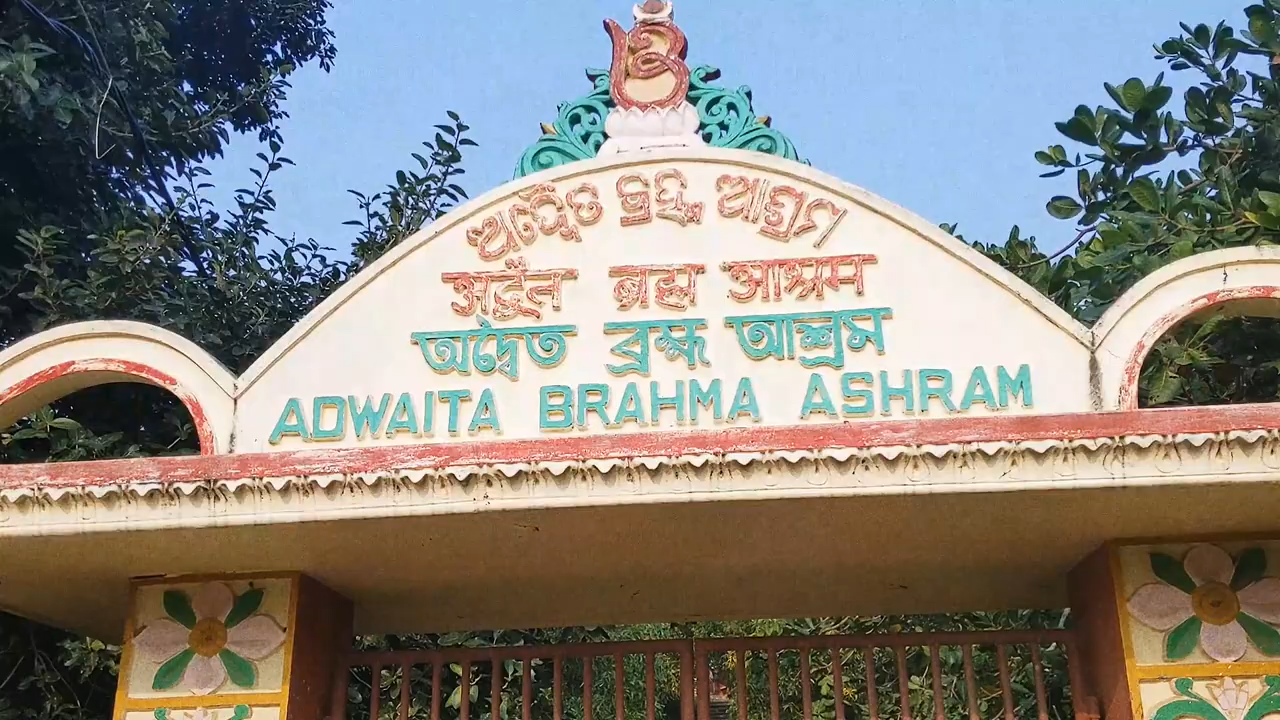 ଓଁ
ଅଦ୍ୱୈତ ବ୍ରହ୍ମ ଆଶ୍ରମ
अद्वैत ब्रह्म आश्रम
অদ্বৈত ব্রহ্ম আশ্রম
ADWAITA BRAHMA ASHRAM